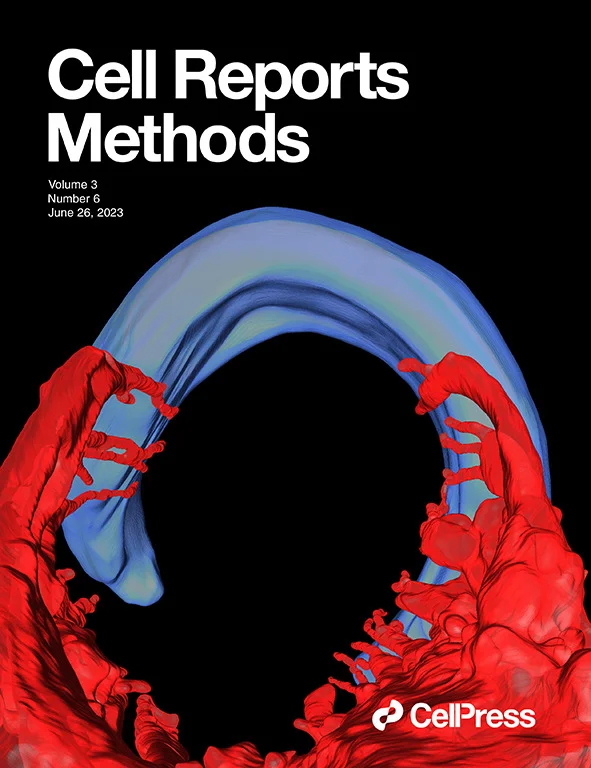 Cell Reports
Methods
Volume 3
Number 6
June 26, 2023
CellPress